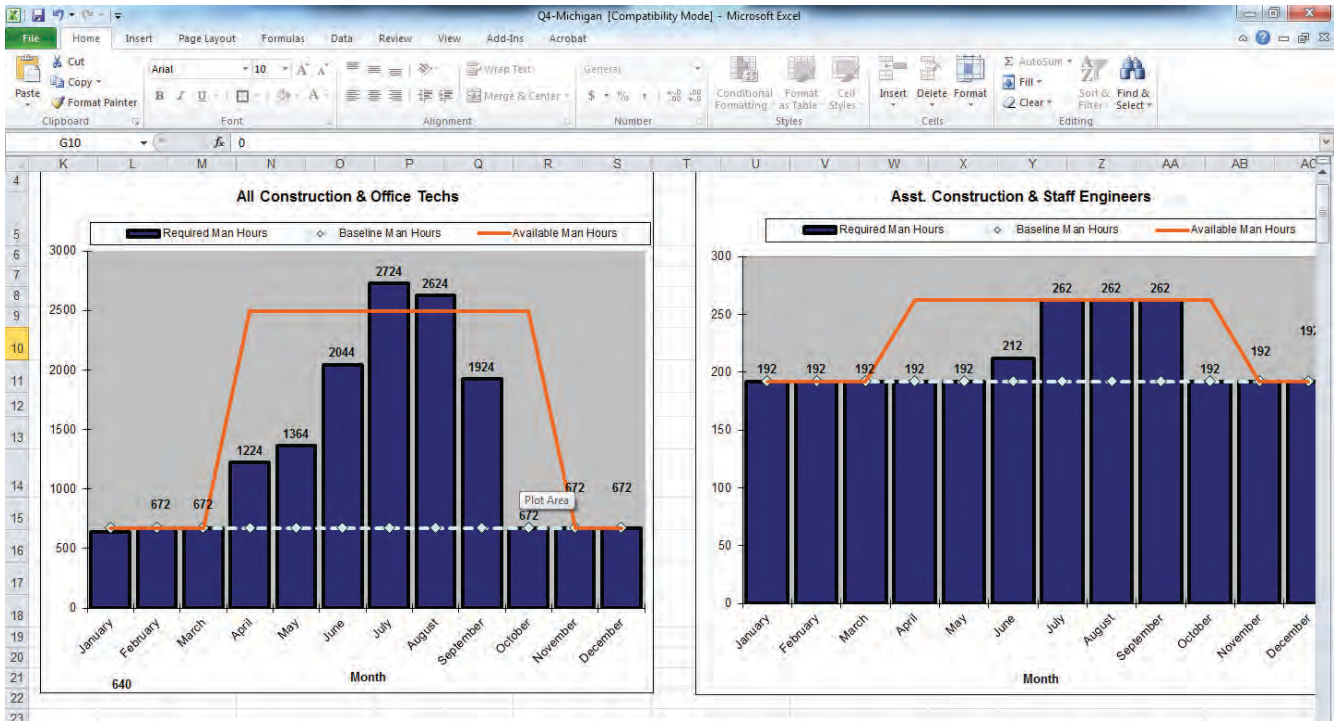 Q4-Michigan [Compatibility Mode] - Microsoft Excel
File Home Insert Page Layout Formulas Data Review View Add-Ins Acrobat
Paste
Cut
Copy
Format Painter
Clipboard
Arial 10
B I U
Font
Wrap Text
Merge & Center
Alignment
General
$ % ,
Number
Conditional Formatting
Format as Table
Cell Styles
Styles
Insert Delete Format
Cells
AutoSum
Fill
Clear
Sort & Filter
Find & Select
Editing
G10 fx 0
K L M N O P Q R S T U V W X Y Z AA AB AC
4
5
6
7
8
9
10
11
12
13
14
15
16
17
18
19
20
21
22
23
All Construction & Office Techs
Required Man Hours Baseline Man Hours Available Man Hours
3000
2500
2000
1500
1000
500
0
672
672
1224
1364
2044
2724
2624
1924
672
672
672
Plot Area
January February March April May June July August September October November December
Month
640
Asst. Construction & Staff Engineers
Required Man Hours Baseline Man Hours Available Man Hours
300
250
200
150
100
50
0
192
192
192
192
192
212
262
262
262
192
192
192
January February March April May June July August September October November December
Month